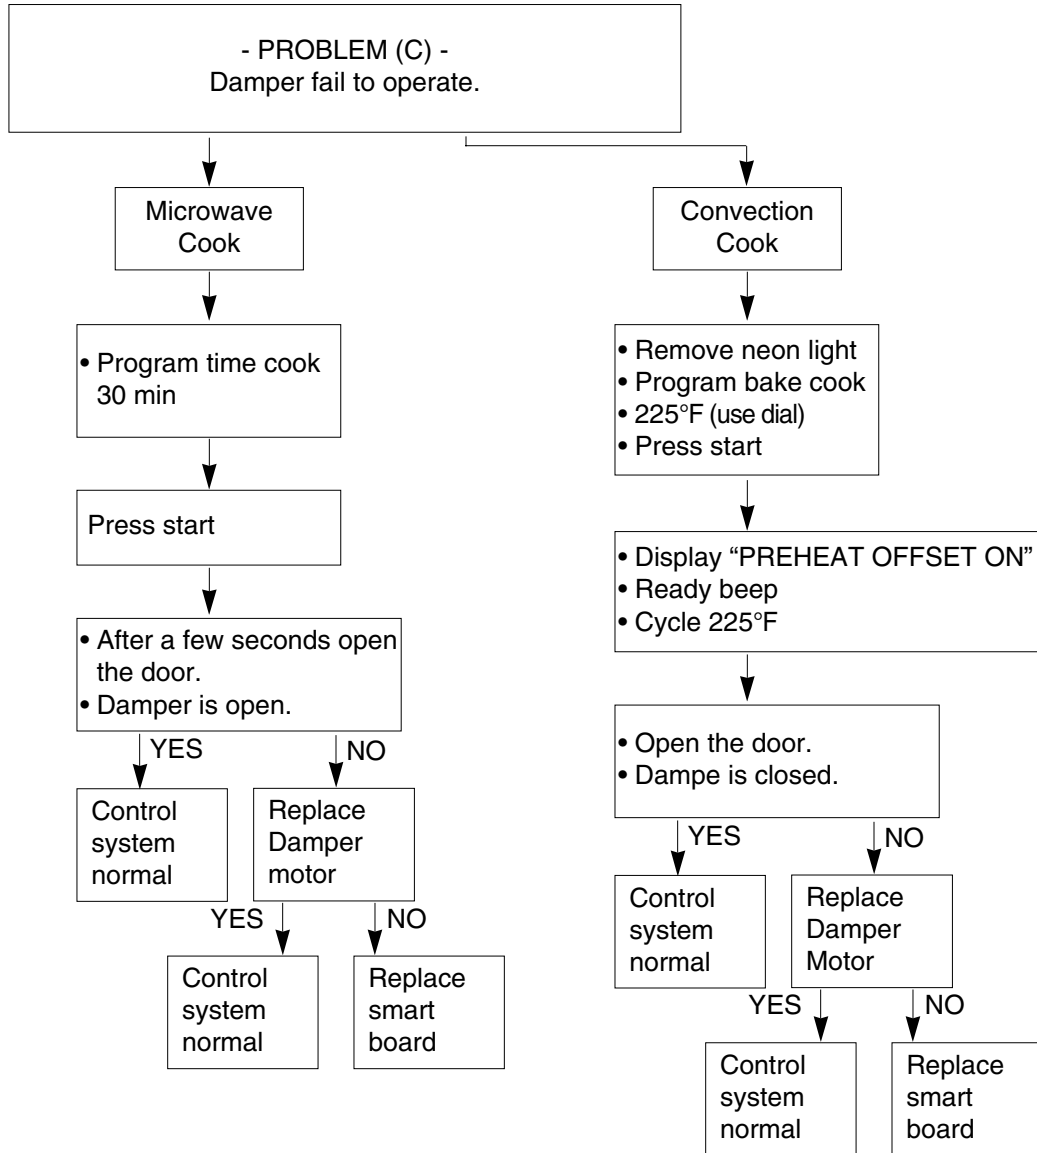 - PROBLEM (C) -
Damper fail to operate.
Microwave
Cook
• Program time cook
30 min
Press start
• After a few seconds open
the door.
• Damper is open.
YES
NO
Control
system
normal
Replace
Damper
motor
YES
NO
Control
system
normal
Replace
smart
board
Convection
Cook
• Remove neon light
• Program bake cook
• 225°F (use dial)
• Press start
• Display “PREHEAT OFFSET ON”
• Ready beep
• Cycle 225°F
• Open the door.
• Dampe is closed.
YES
NO
Control
system
normal
Replace
Damper
Motor
YES
NO
Control
system
normal
Replace
smart
board